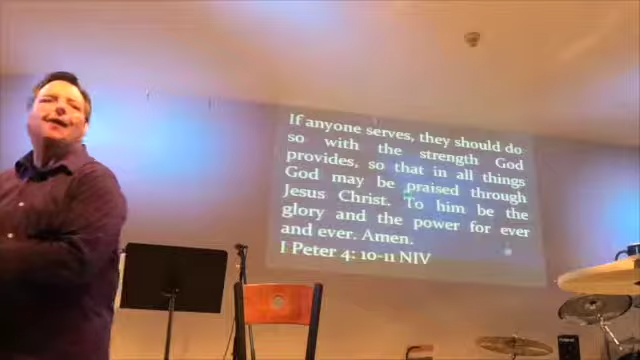 If anyone serves, they should do
so with the strength God
provides, so that in all things
God may be praised through
Jesus Christ. To him be the
glory and the power for ever
and ever. Amen.
I Peter 4: 10-11 NIV